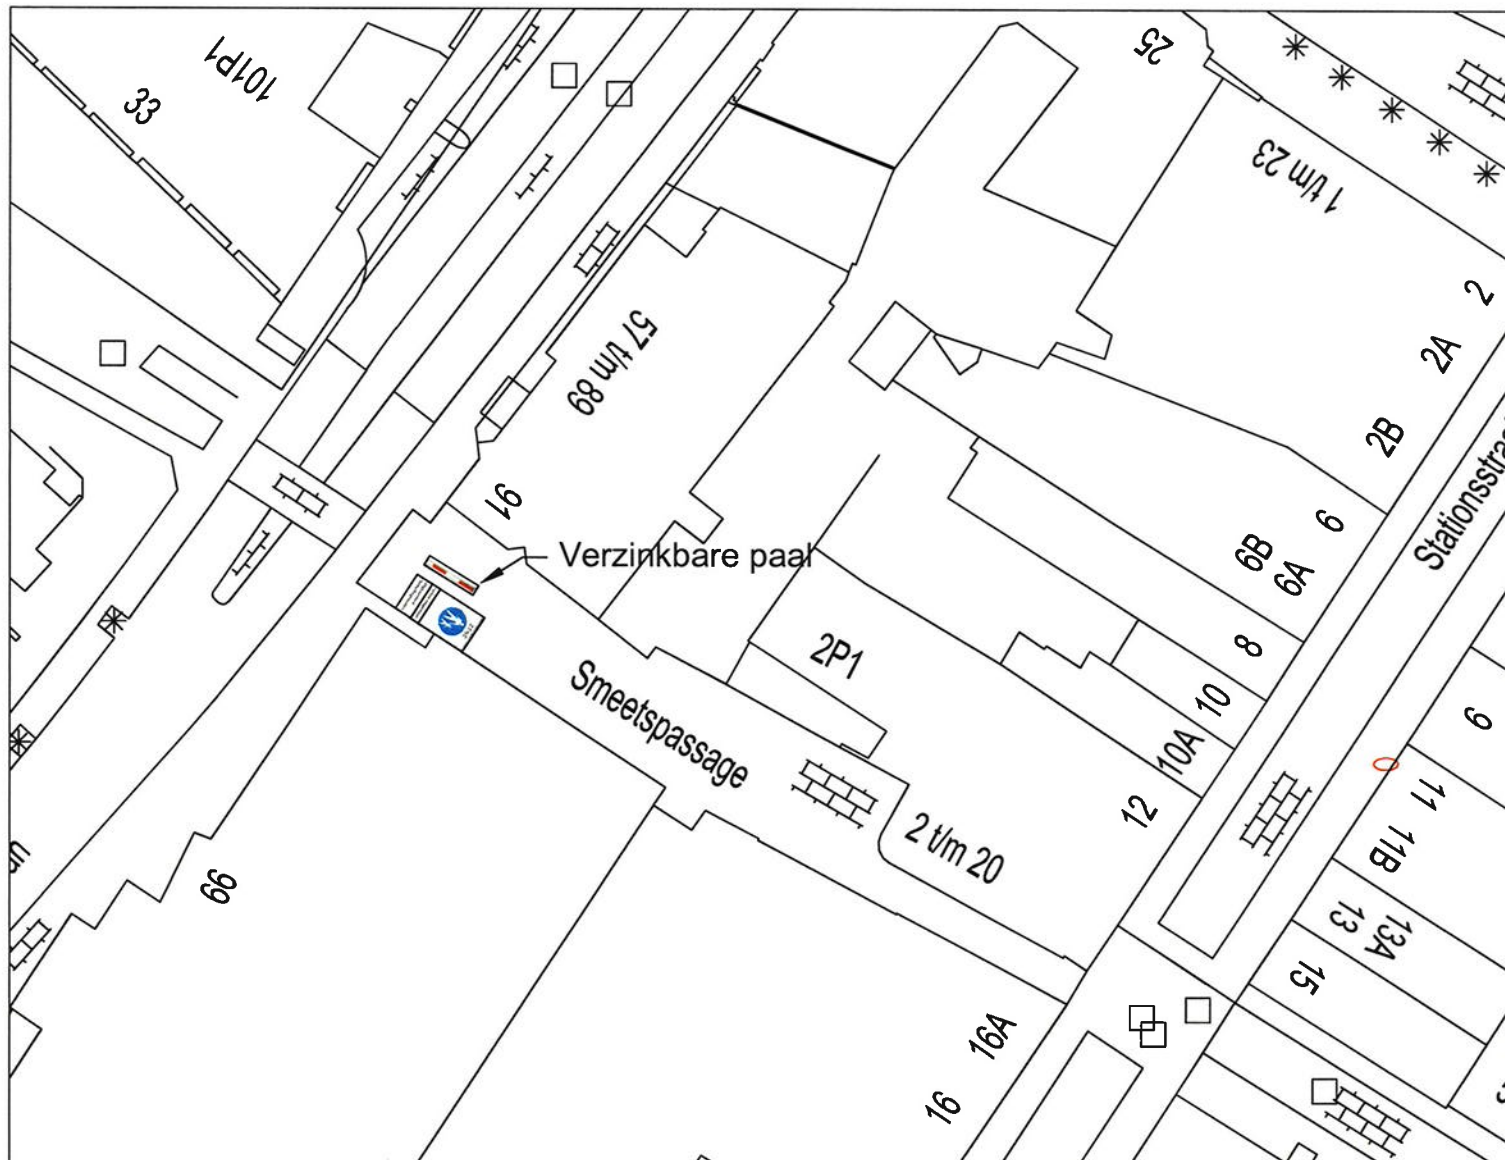 101P1
33
25
1 t/m 23
2
2A
57 t/m 89
2B
91
6
6B
6A
Stationsstra
Verzinkbare paal
2P1
8
10
9
Smeetspassage
10A
11
12
11B
2 t/m 20
99
13A
13
15
16A
16